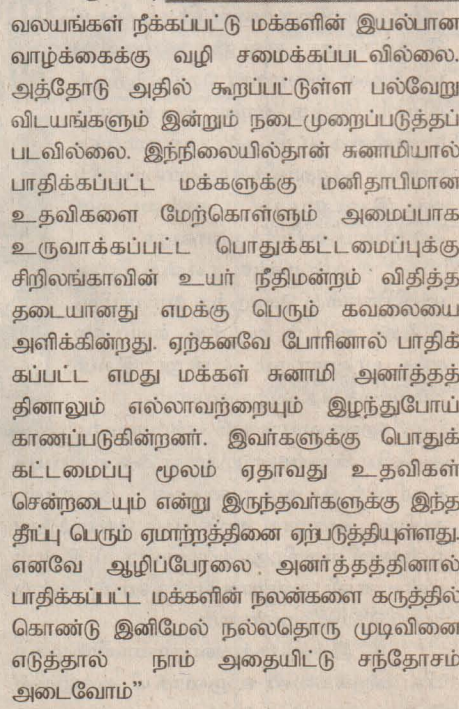 வலயங்கள் நீக்கப்பட்டு மக்களின் இயல்பான
வாழ்க்கைக்கு வழி சமைக்கப்படவில்லை.
அத்தோடு அதில் கூறப்பட்டுள்ள பல்வேறு
விடயங்களும் இன்றும் நடைமுறைப்படுத்தப்
படவில்லை. இந்நிலையில்தான் சுனாமியால்
பாதிக்கப்பட்ட மக்களுக்கு மனிதாபிமான
உதவிகளை மேற்கொள்ளும் அமைப்பாக
உருவாக்கப்பட்ட பொதுக்கட்டமைப்புக்கு
சிறிலங்காவின் உயர் நீதிமன்றம் விதித்த
தடையானது எமக்கு பெரும் கவலையை
அளிக்கின்றது. ஏற்கனவே போரினால் பாதிக்
கப்பட்ட எமது மக்கள் சுனாமி அனர்த்தத்
தினாலும் எல்லாவற்றையும் இழந்துபோய்
காணப்படுகின்றனர். இவர்களுக்கு பொதுக்
கட்டமைப்பு மூலம் ஏதாவது உதவிகள்
சென்றடையும் என்று இருந்தவர்களுக்கு இந்த
தீர்ப்பு பெரும் ஏமாற்றத்தினை ஏற்படுத்தியுள்ளது.
எனவே ஆழிப்பேரலை அனர்த்தத்தினால்
பாதிக்கப்பட்ட மக்களின் நலன்களை கருத்தில்
கொண்டு இனிமேல் நல்லதொரு முடிவினை
எடுத்தால் நாம் அதையிட்டு சந்தோசம்
அடைவோம்”